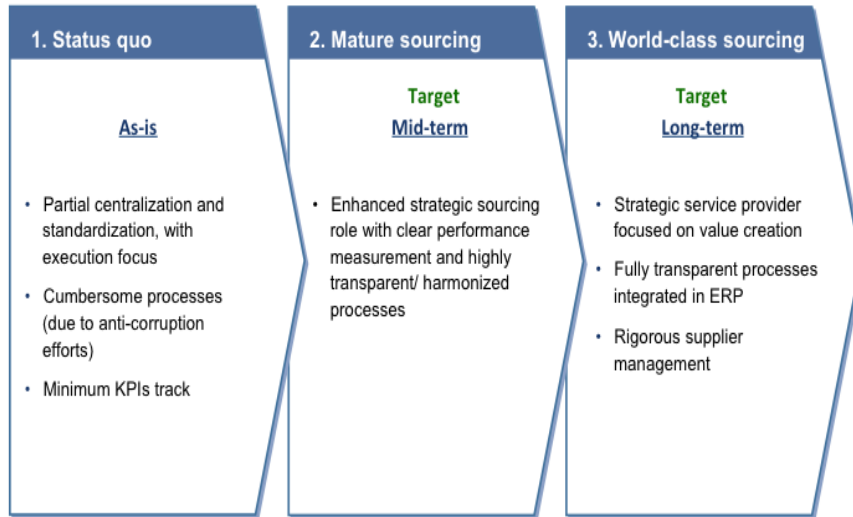 1. Status quo
As-is
• Partial centralization and
standardization, with
execution focus
• Cumbersome processes
(due to anti-corruption
efforts)
• Minimum KPIs track
2. Mature sourcing
Target
Mid-term
• Enhanced strategic sourcing
role with clear performance
measurement and highly
transparent/ harmonized
processes
3. World-class sourcing
Target
Long-term
• Strategic service provider
focused on value creation
• Fully transparent processes
integrated in ERP
• Rigorous supplier
management